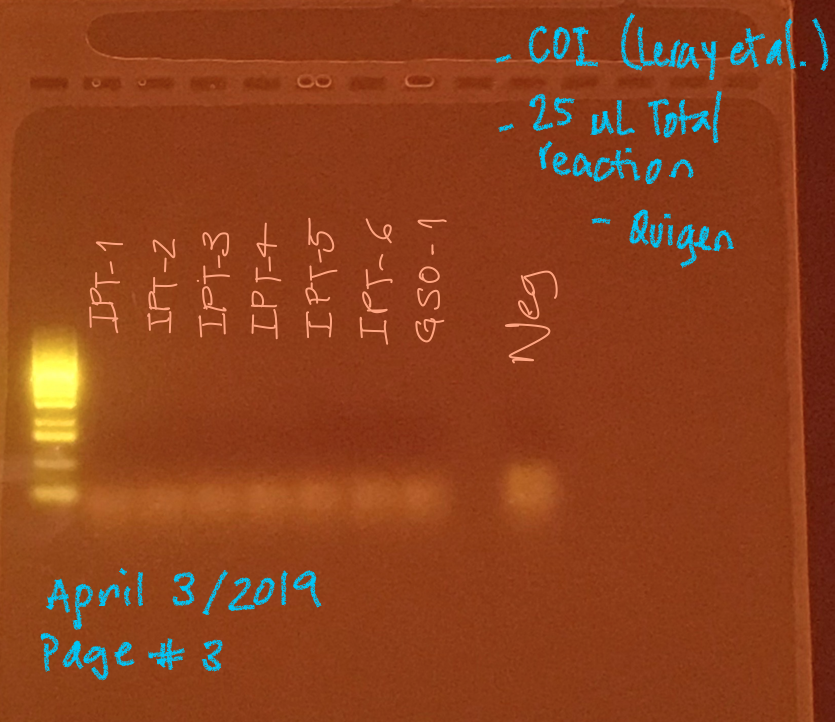 - COI (Leray et al.)
- 25 uL Total
reaction
- Quigen
IPT-1
IPT-2
IPT-3
IPT-4
IPT-5
IPT-6
GSO-1
Neg
April 3/2019
Page # 3